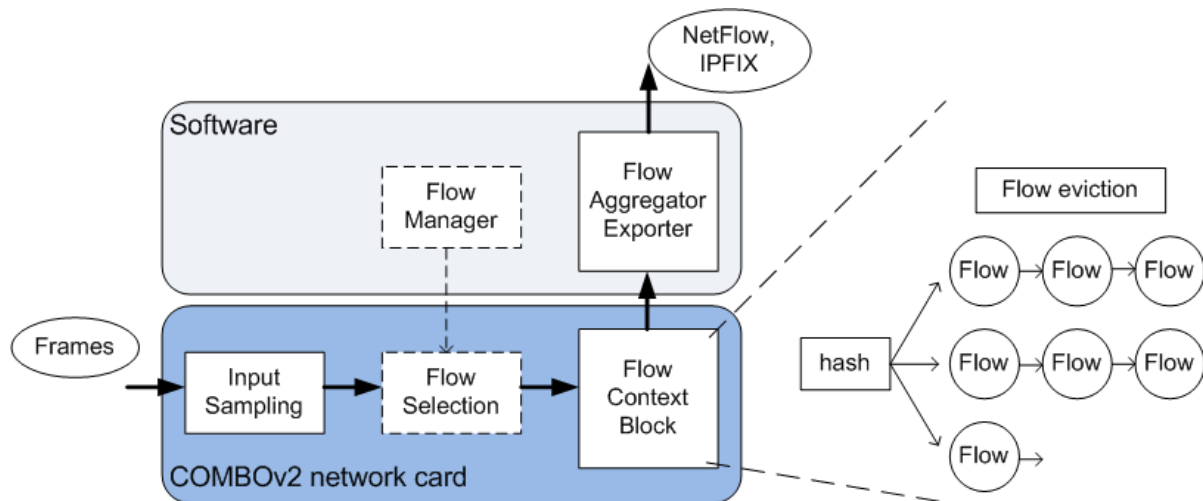 NetFlow,
IPFIX
Software
Flow
Manager
Flow
Aggregator
Exporter
Frames
Input
Sampling
Flow
Selection
Flow
Context
Block
COMBOv2 network card
Flow eviction
Flow
Flow
Flow
hash
Flow
Flow
Flow
Flow